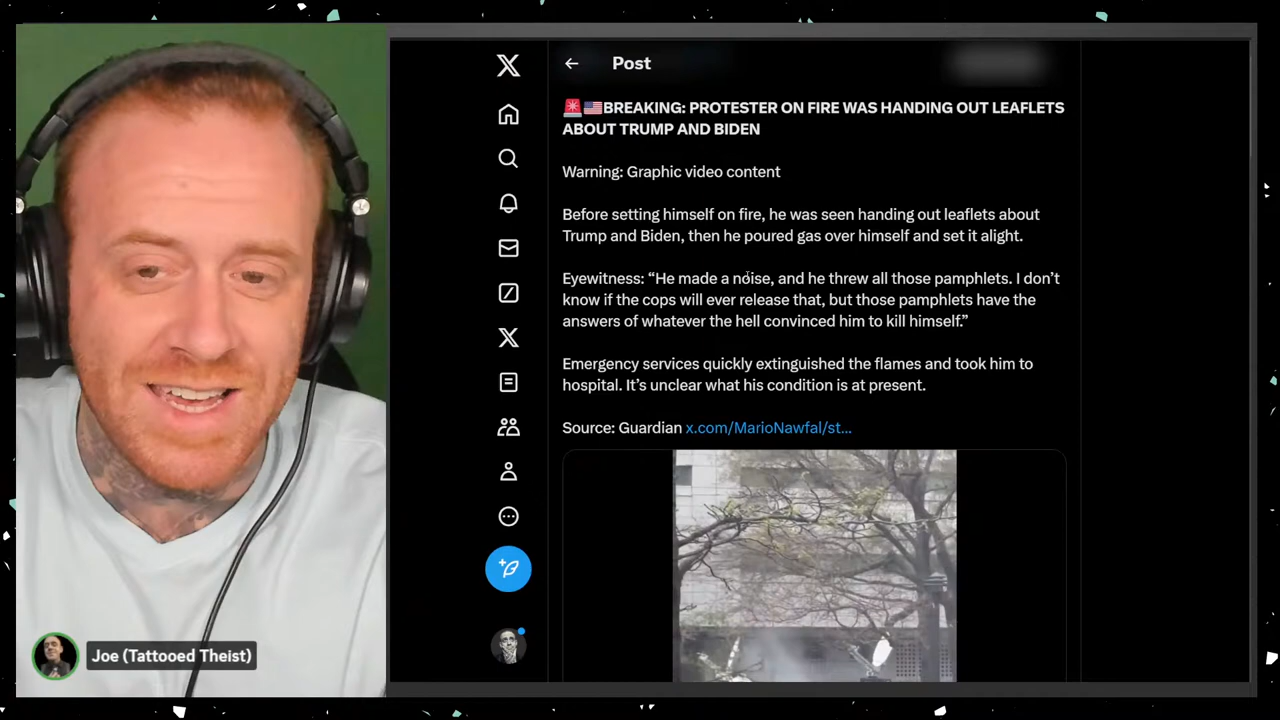 Post
🚨🇺🇸BREAKING: PROTESTER ON FIRE WAS HANDING OUT LEAFLETS
ABOUT TRUMP AND BIDEN
Warning: Graphic video content
Before setting himself on fire, he was seen handing out leaflets about
Trump and Biden, then he poured gas over himself and set it alight.
Eyewitness: “He made a noise, and he threw all those pamphlets. I don’t
know if the cops will ever release that, but those pamphlets have the
answers of whatever the hell convinced him to kill himself.”
Emergency services quickly extinguished the flames and took him to
hospital. It’s unclear what his condition is at present.
Source: Guardian x.com/MarioNawfal/st...
Joe (Tattooed Theist)